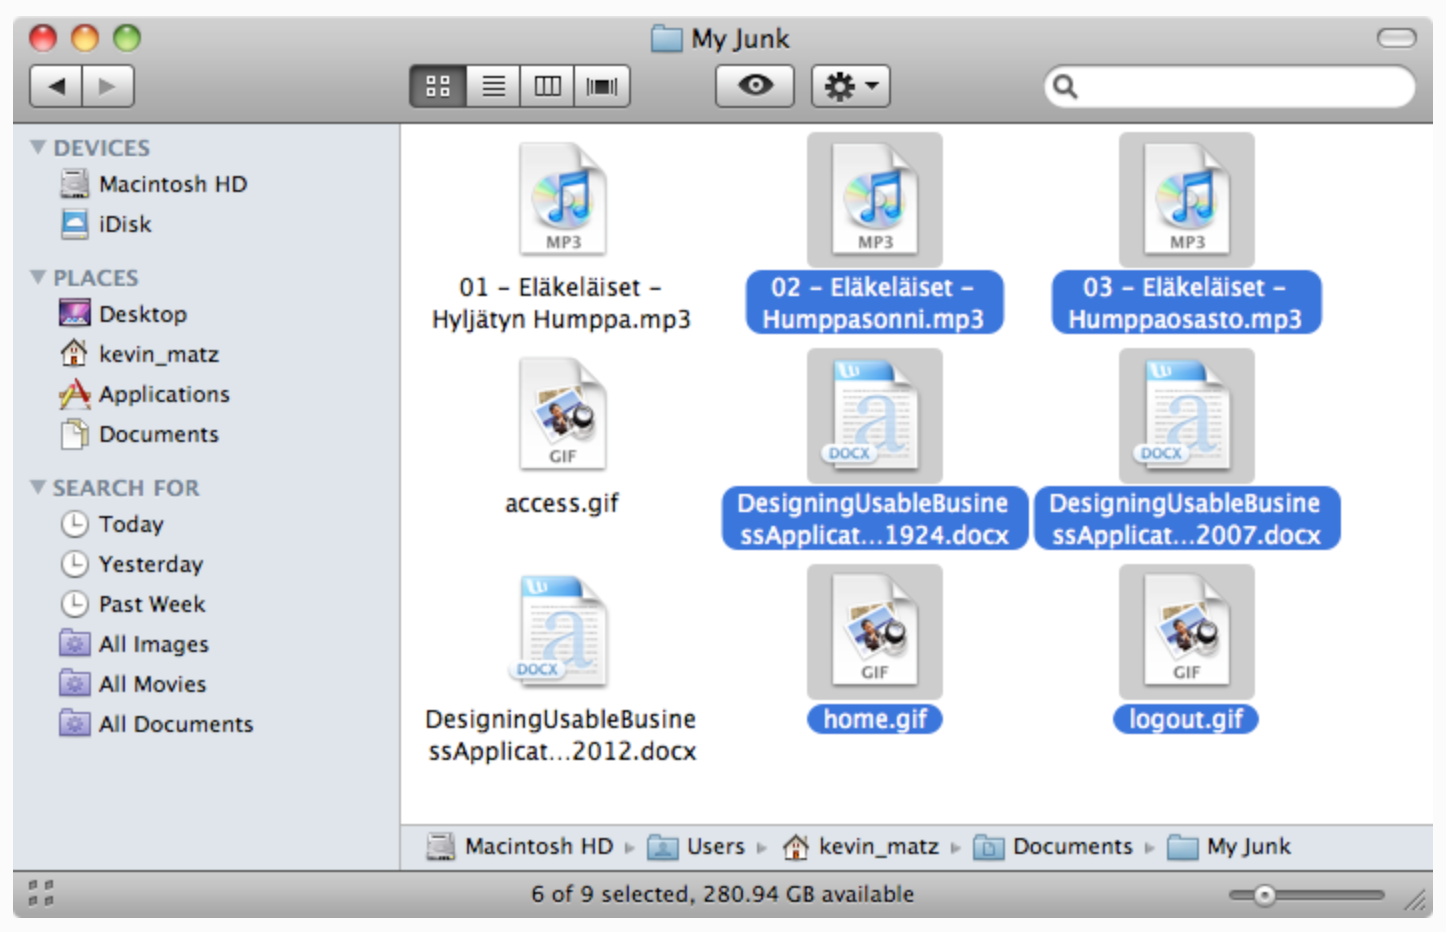 My Junk
DEVICES
Macintosh HD
iDisk
PLACES
Desktop
kevin_matz
Applications
Documents
SEARCH FOR
Today
Yesterday
Past Week
All Images
All Movies
All Documents
MP3
01 – Eläkeläiset –
Hyljätyn Humppa.mp3
MP3
02 – Eläkeläiset –
Humppasonni.mp3
MP3
03 – Eläkeläiset –
Humppaosasto.mp3
GIF
access.gif
DOCX
DesigningUsableBusine
ssApplicat...1924.docx
DOCX
DesigningUsableBusine
ssApplicat...2007.docx
DOCX
DesigningUsableBusine
ssApplicat...2012.docx
GIF
home.gif
GIF
logout.gif
Macintosh HD ▸ Users ▸ kevin_matz ▸ Documents ▸ My Junk
6 of 9 selected, 280.94 GB available